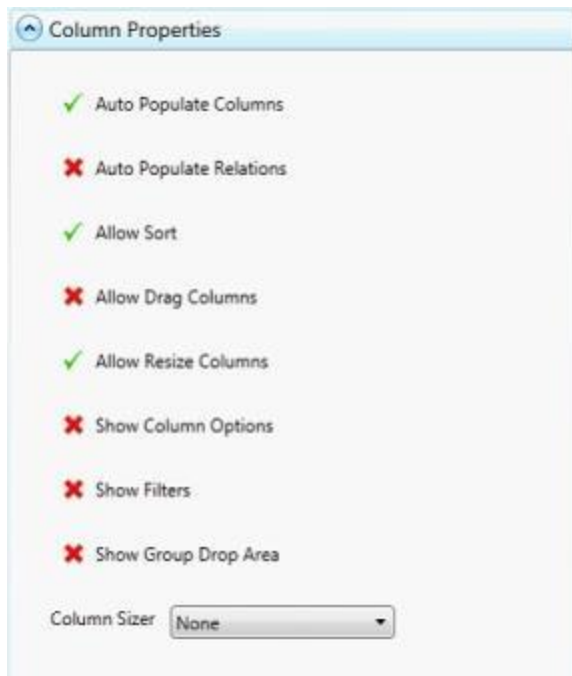 Column Properties
Auto Populate Columns
Auto Populate Relations
Allow Sort
Allow Drag Columns
Allow Resize Columns
Show Column Options
Show Filters
Show Group Drop Area
Column Sizer None